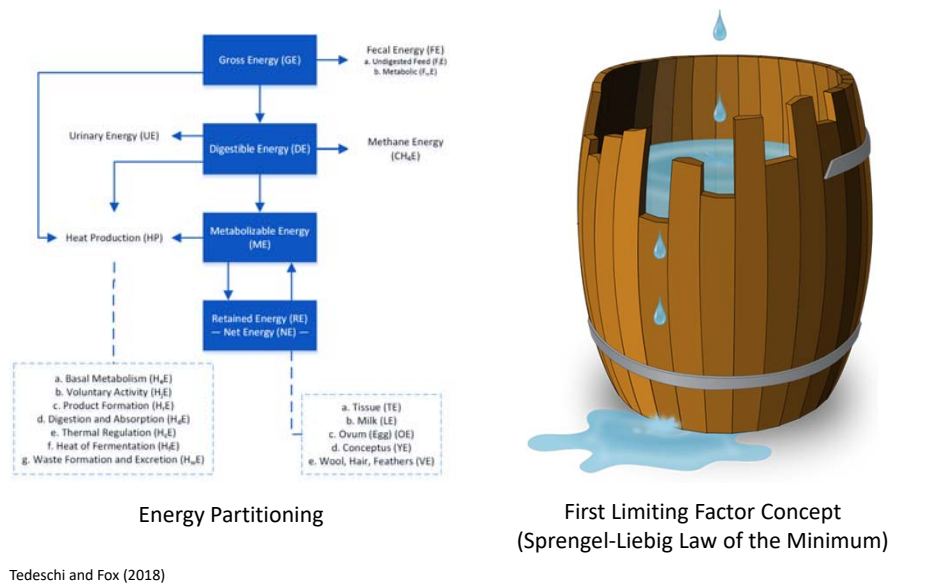 Gross Energy (GE)
Fecal Energy (FE)
a. Undigested Feed (FᵢE)
b. Metabolic (FₘE)
Urinary Energy (UE)
Digestible Energy (DE)
Methane Energy
(CH₄E)
Heat Production (HP)
Metabolizable Energy
(ME)
Retained Energy (RE)
— Net Energy (NE) —
a. Basal Metabolism (HₑE)
b. Voluntary Activity (HⱼE)
c. Product Formation (HᵣE)
d. Digestion and Absorption (H_dE)
e. Thermal Regulation (H_cE)
f. Heat of Fermentation (H_fE)
g. Waste Formation and Excretion (H_wE)
a. Tissue (TE)
b. Milk (LE)
c. Ovum (Egg) (OE)
d. Conceptus (YE)
e. Wool, Hair, Feathers (VE)
Energy Partitioning
First Limiting Factor Concept
(Sprengel-Liebig Law of the Minimum)
Tedeschi and Fox (2018)